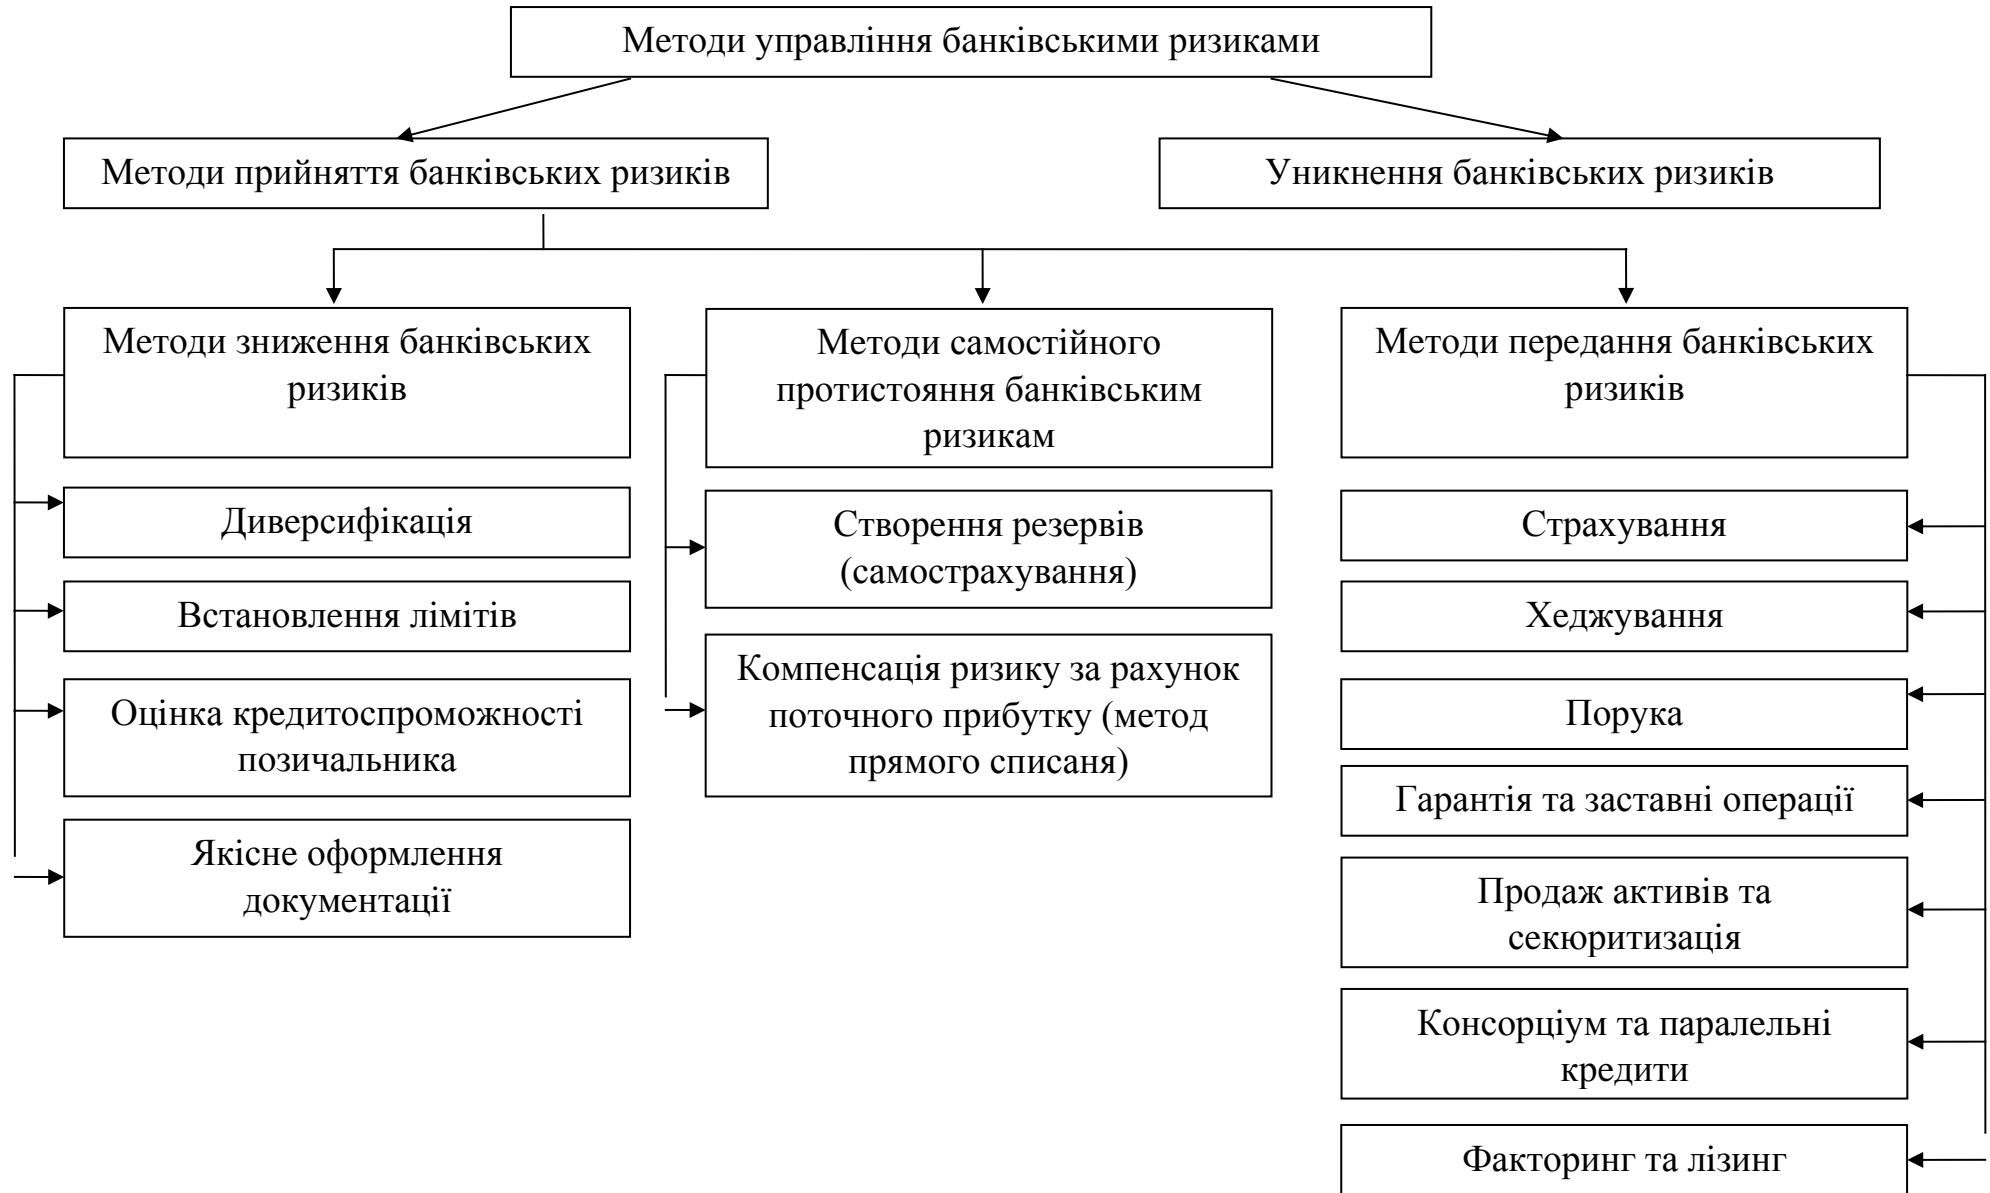 Методи управління банківськими ризиками
Методи прийняття банківських ризиків
Уникнення банківських ризиків
Методи зниження банківських
ризиків
Диверсифікація
Встановлення лімітів
Оцінка кредитоспроможності
позичальника
Якісне оформлення
документації
Методи самостійного
протистояння банківським
ризикам
Створення резервів
(самострахування)
Компенсація ризику за рахунок
поточного прибутку (метод
прямого списаня)
Методи передання банківських
ризиків
Страхування
Хеджування
Порука
Гарантія та заставні операції
Продаж активів та
секюритизація
Консорціум та паралельні
кредити
Факторинг та лізинг